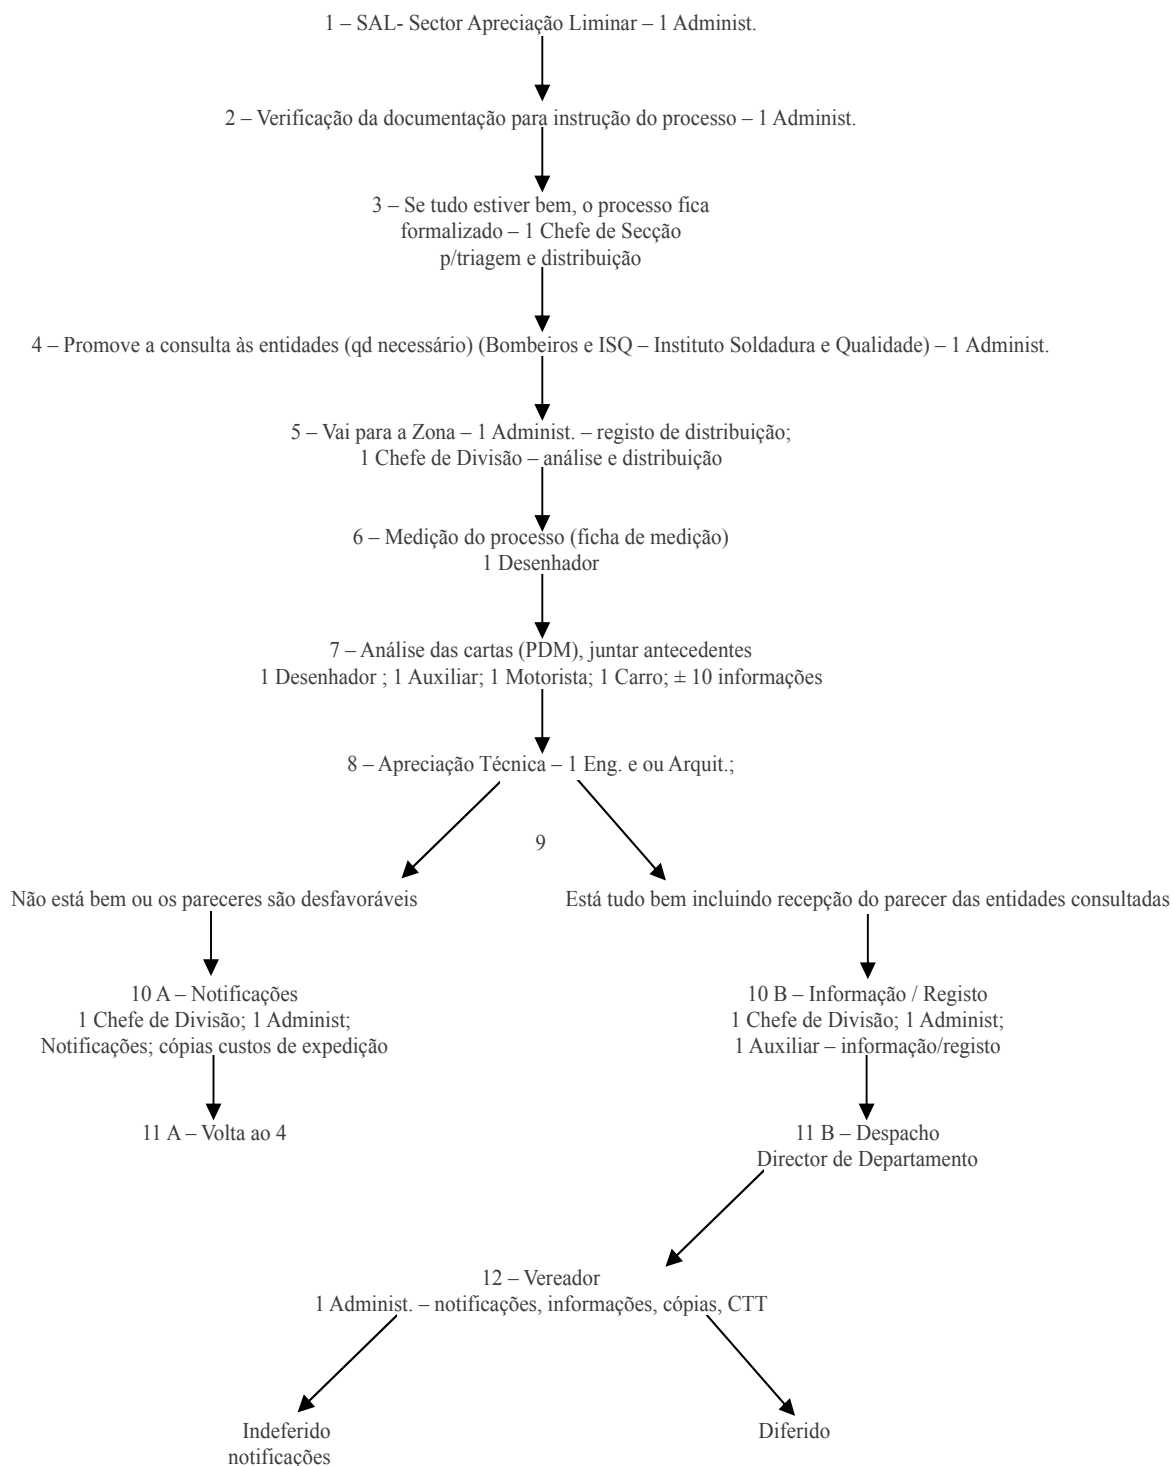 1 – SAL- Sector Apreciação Liminar – 1 Administ.
2 – Verificação da documentação para instrução do processo – 1 Administ.
3 – Se tudo estiver bem, o processo fica
formalizado – 1 Chefe de Secção
p/triagem e distribuição
4 – Promove a consulta às entidades (qd necessário) (Bombeiros e ISQ – Instituto Soldadura e Qualidade) – 1 Administ.
5 – Vai para a Zona – 1 Administ. – registo de distribuição;
1 Chefe de Divisão – análise e distribuição
6 – Medição do processo (ficha de medição)
1 Desenhador
7 – Análise das cartas (PDM), juntar antecedentes
1 Desenhador ; 1 Auxiliar; 1 Motorista; 1 Carro; ± 10 informações
8 – Apreciação Técnica – 1 Eng. e ou Arquit.;
9
Não está bem ou os pareceres são desfavoráveis
Está tudo bem incluindo recepção do parecer das entidades consultadas
10 A – Notificações
1 Chefe de Divisão; 1 Administ;
Notificações; cópias custos de expedição
10 B – Informação / Registo
1 Chefe de Divisão; 1 Administ;
1 Auxiliar – informação/registo
11 A – Volta ao 4
11 B – Despacho
Director de Departamento
12 – Vereador
1 Administ. – notificações, informações, cópias, CTT
Indeferido
notificações
Diferido